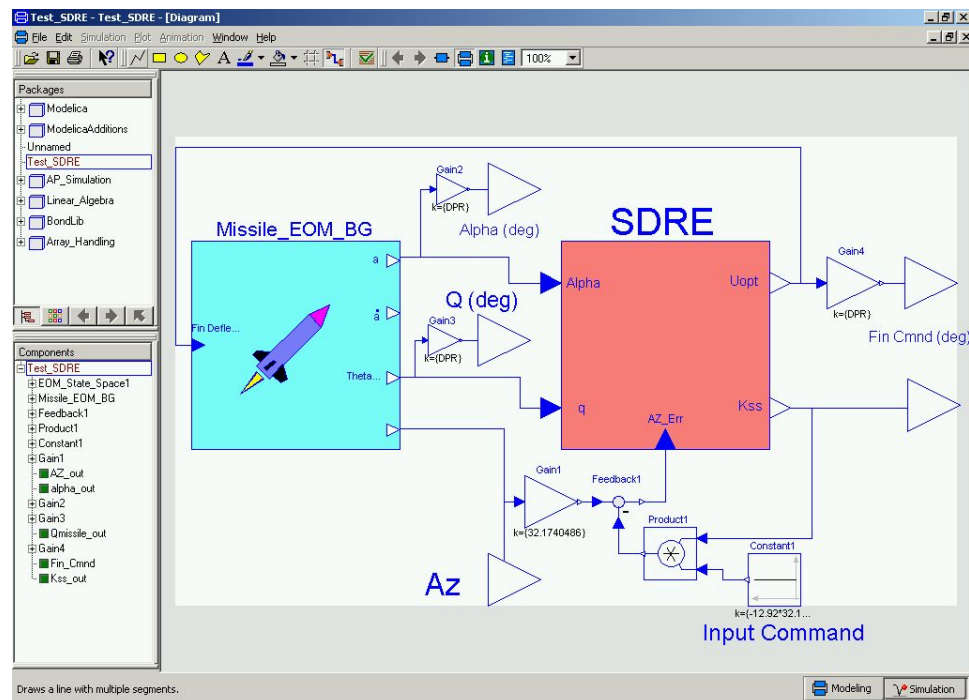 Test_SDRE - Test_SDRE - [Diagram]
File Edit Simulation Plot Animation Window Help
100%
Packages
Modelica
ModelicaAdditions
Unnamed
Test_SDRE
AP_Simulation
Linear_Algebra
BondLib
Array_Handling
Components
Test_SDRE
EOM_State_Space1
Missile_EOM_BG
Feedback1
Product1
Constant1
Gain1
AZ_out
alpha_out
Gain2
Gain3
Qmissile_out
Gain4
Fin_Cmnd
Kss_out
Missile_EOM_BG
Fin Defle...
a
ȧ
Theta...
Gain2
k={DPR}
Alpha (deg)
Q (deg)
Gain3
k={DPR}
SDRE
Alpha
Uopt
q
Kss
AZ_Err
Gain4
k={DPR}
Fin Cmnd (deg)
Gain1
k={32.1740486}
Feedback1
-
Product1
Constant1
k={-12.92*32.1...
Az
Input Command
Draws a line with multiple segments.
Modeling
Simulation